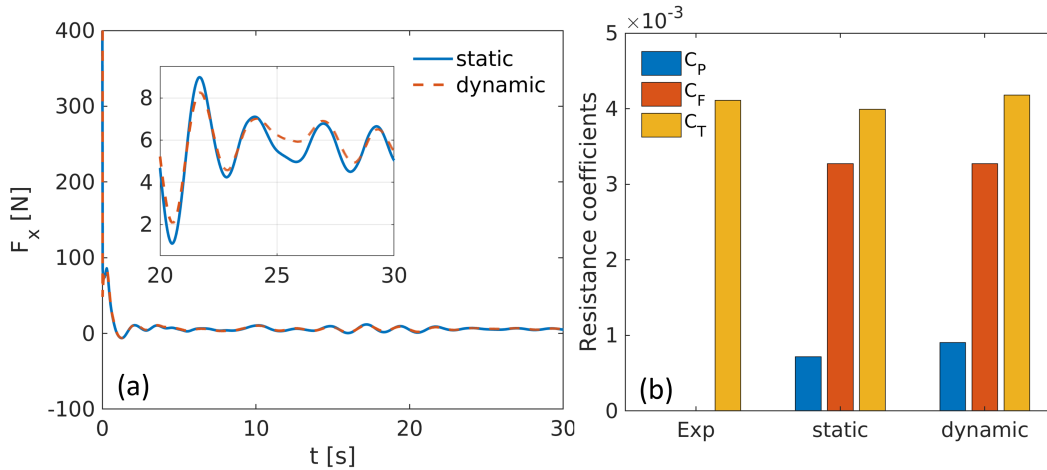 400
300
200
100
0
-100
F_x [N]
static
dynamic
8
6
4
2
20
25
30
(a)
0
10
20
30
t [s]
×10^-3
5
4
3
2
1
0
Resistance coefficients
C_P
C_F
C_T
(b)
Exp
static
dynamic